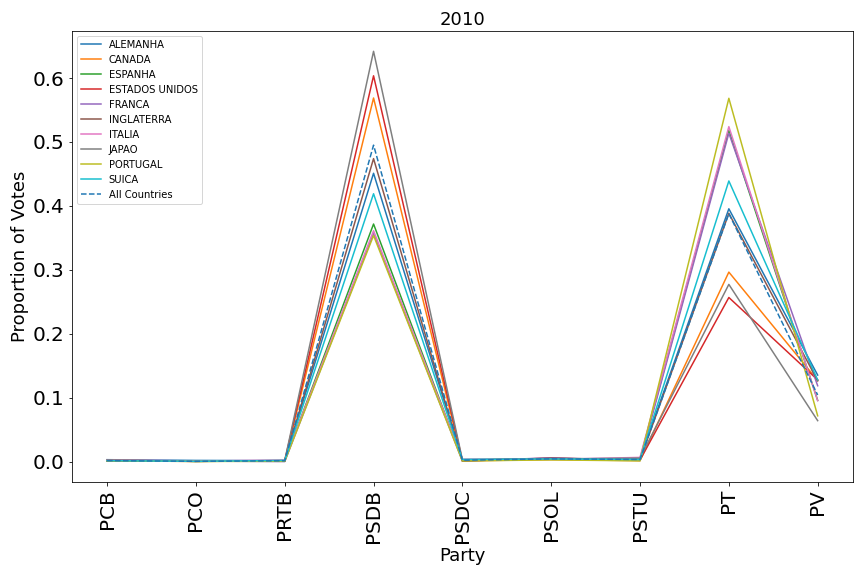 2010
ALEMANHA
CANADA
ESPANHA
ESTADOS UNIDOS
FRANCA
INGLATERRA
ITALIA
JAPAO
PORTUGAL
SUICA
All Countries
Proportion of Votes
0.6
0.5
0.4
0.3
0.2
0.1
0.0
PCB
PCO
PRTB
PSDB
PSDC
PSOL
PSTU
PT
PV
Party